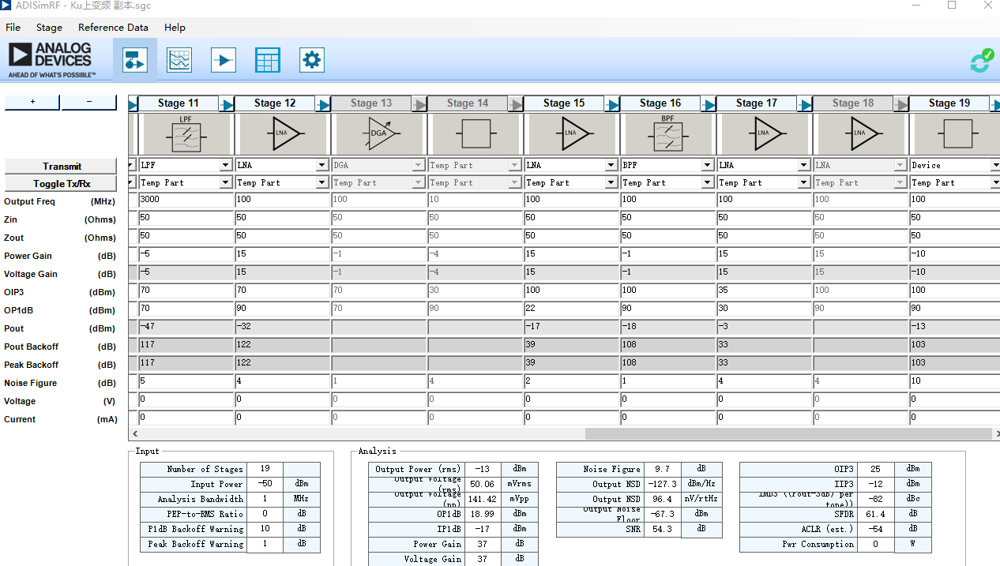 ADISimRF - Ku上变频 副本.sgc
File Stage Reference Data Help
ANALOG
DEVICES
AHEAD OF WHAT'S POSSIBLE™
+ -
Stage 11 Stage 12 Stage 13 Stage 14 Stage 15 Stage 16 Stage 17 Stage 18 Stage 19
LPF LNA DGA LNA BPF LNA LNA
Transmit LPF LNA DGA Temp Part LNA BPF LNA LNA Device
Toggle Tx/Rx Temp Part Temp Part Temp Part Temp Part Temp Part Temp Part Temp Part Temp Part Temp Part
Output Freq (MHz) 3000 100 100 10 100 100 100 100 100
Zin (Ohms) 50 50 50 50 50 50 50 50 50
Zout (Ohms) 50 50 50 50 50 50 50 50 50
Power Gain (dB) -5 15 -1 -4 15 -1 15 15 -10
Voltage Gain (dB) -5 15 -1 -4 15 -1 15 15 -10
OIP3 (dBm) 70 70 70 30 100 100 35 100 100
OP1dB (dBm) 70 90 70 90 22 90 30 90 90
Pout (dBm) -47 -32 -17 -18 -3 -13
Pout Backoff (dB) 117 122 39 108 33 103
Peak Backoff (dB) 117 122 39 108 33 103
Noise Figure (dB) 5 4 1 4 2 1 4 4 10
Voltage (V) 0 0 0 0 0 0 0 0 0
Current (mA) 0 0 0 0 0 0 0 0 0
Input
Number of Stages 19
Input Power -50 dBm
Analysis Bandwidth 1 MHz
PEP-to-RMS Ratio 0 dB
P1dB Backoff Warning 10 dB
Peak Backoff Warning 1 dB
Analysis
Output Power (rms) -13 dBm
Output Voltage (rms) 50.06 mVrms
Output Voltage (pp) 141.42 mVpp
OP1dB 18.99 dBm
IP1dB -17 dBm
Power Gain 37 dB
Voltage Gain 37 dB
Noise Figure 9.7 dB
Output NSD -127.3 dBm/Hz
Output NSD 96.4 nV/rtHz
Output Noise Floor -67.3 dBm
SNR 54.3 dB
OIP3 25 dBm
IIP3 -12 dBm
IMD3 ((Pout-3dB) per tone)) -82 dBc
SFDR 61.4 dB
ACLR (est.) -54 dB
Pwr Consumption 0 W